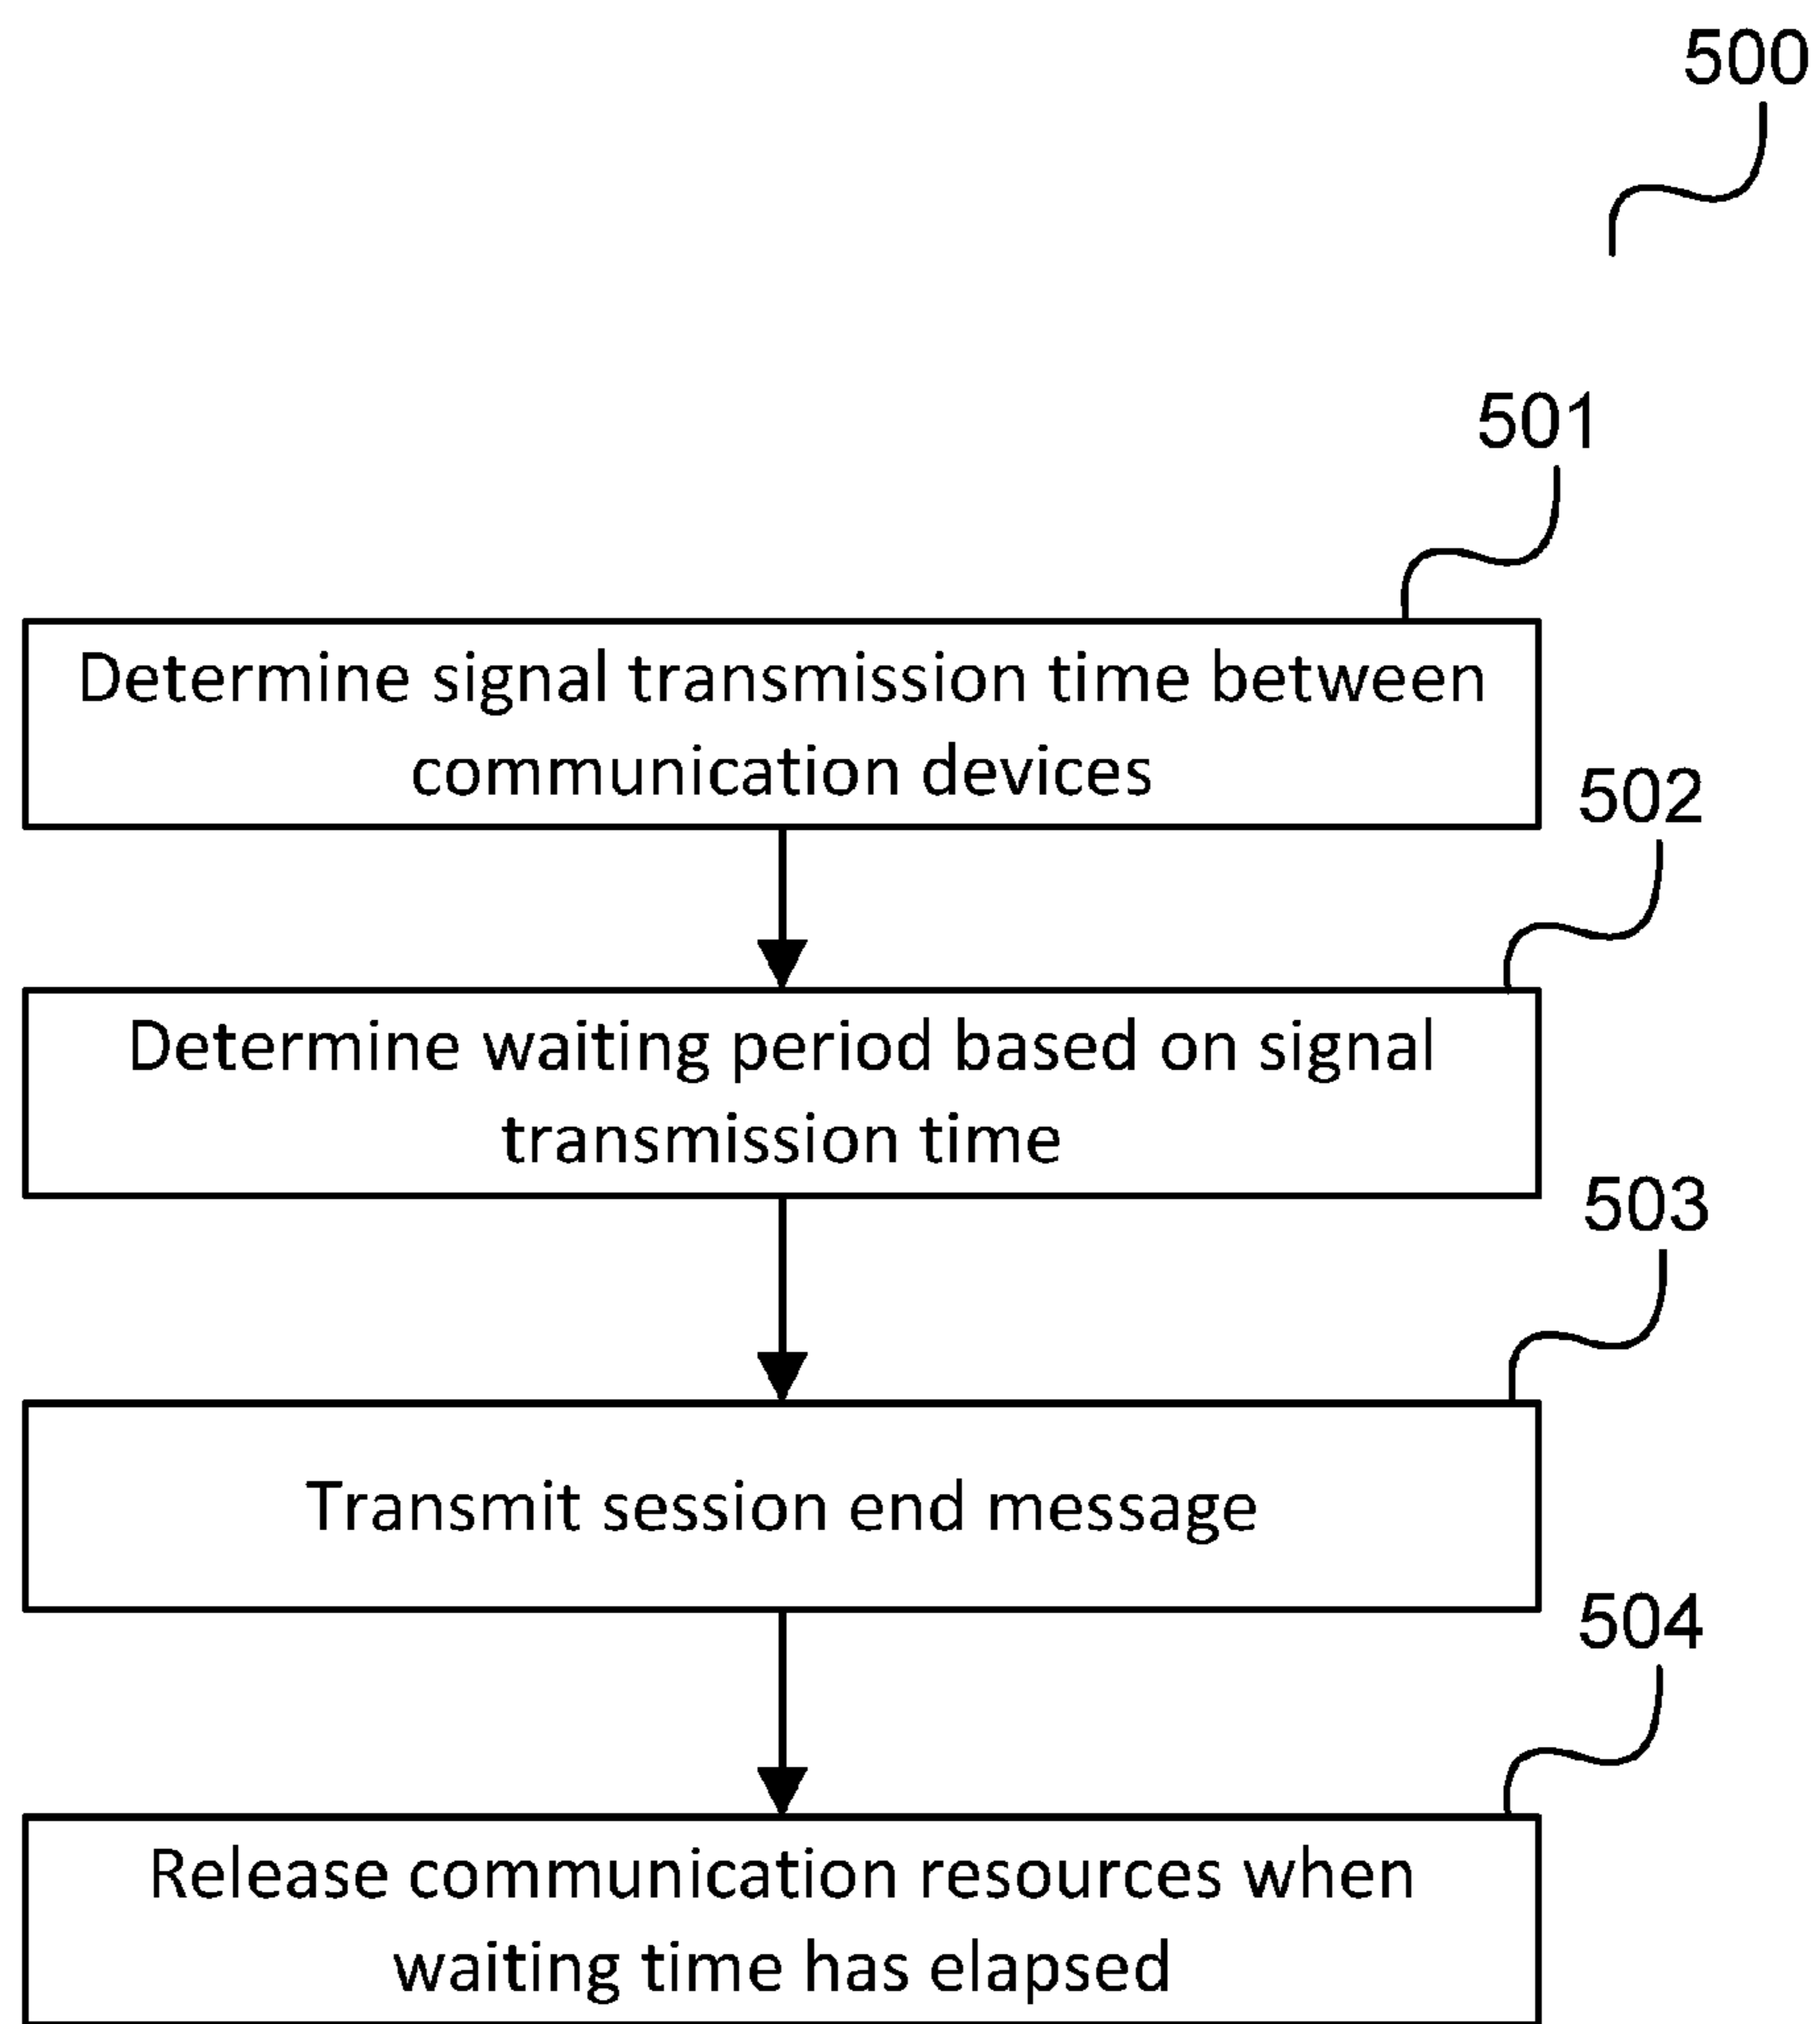 500
501
Determine signal transmission time between
communication devices
502
Determine waiting period based on signal
transmission time
503
Transmit session end message
504
Release communication resources when
waiting time has elapsed